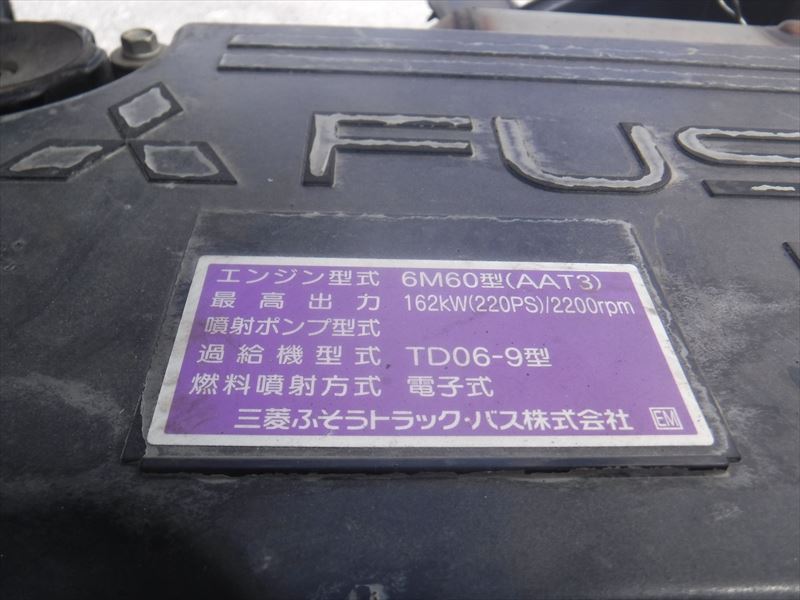 FUS
エンジン型式 6M60型(AAT3)
最高出力 162kW(220PS)/2200rpm
噴射ポンプ型式
過給機型式 TD06-9型
燃料噴射方式 電子式
三菱ふそうトラック・バス株式会社 EM